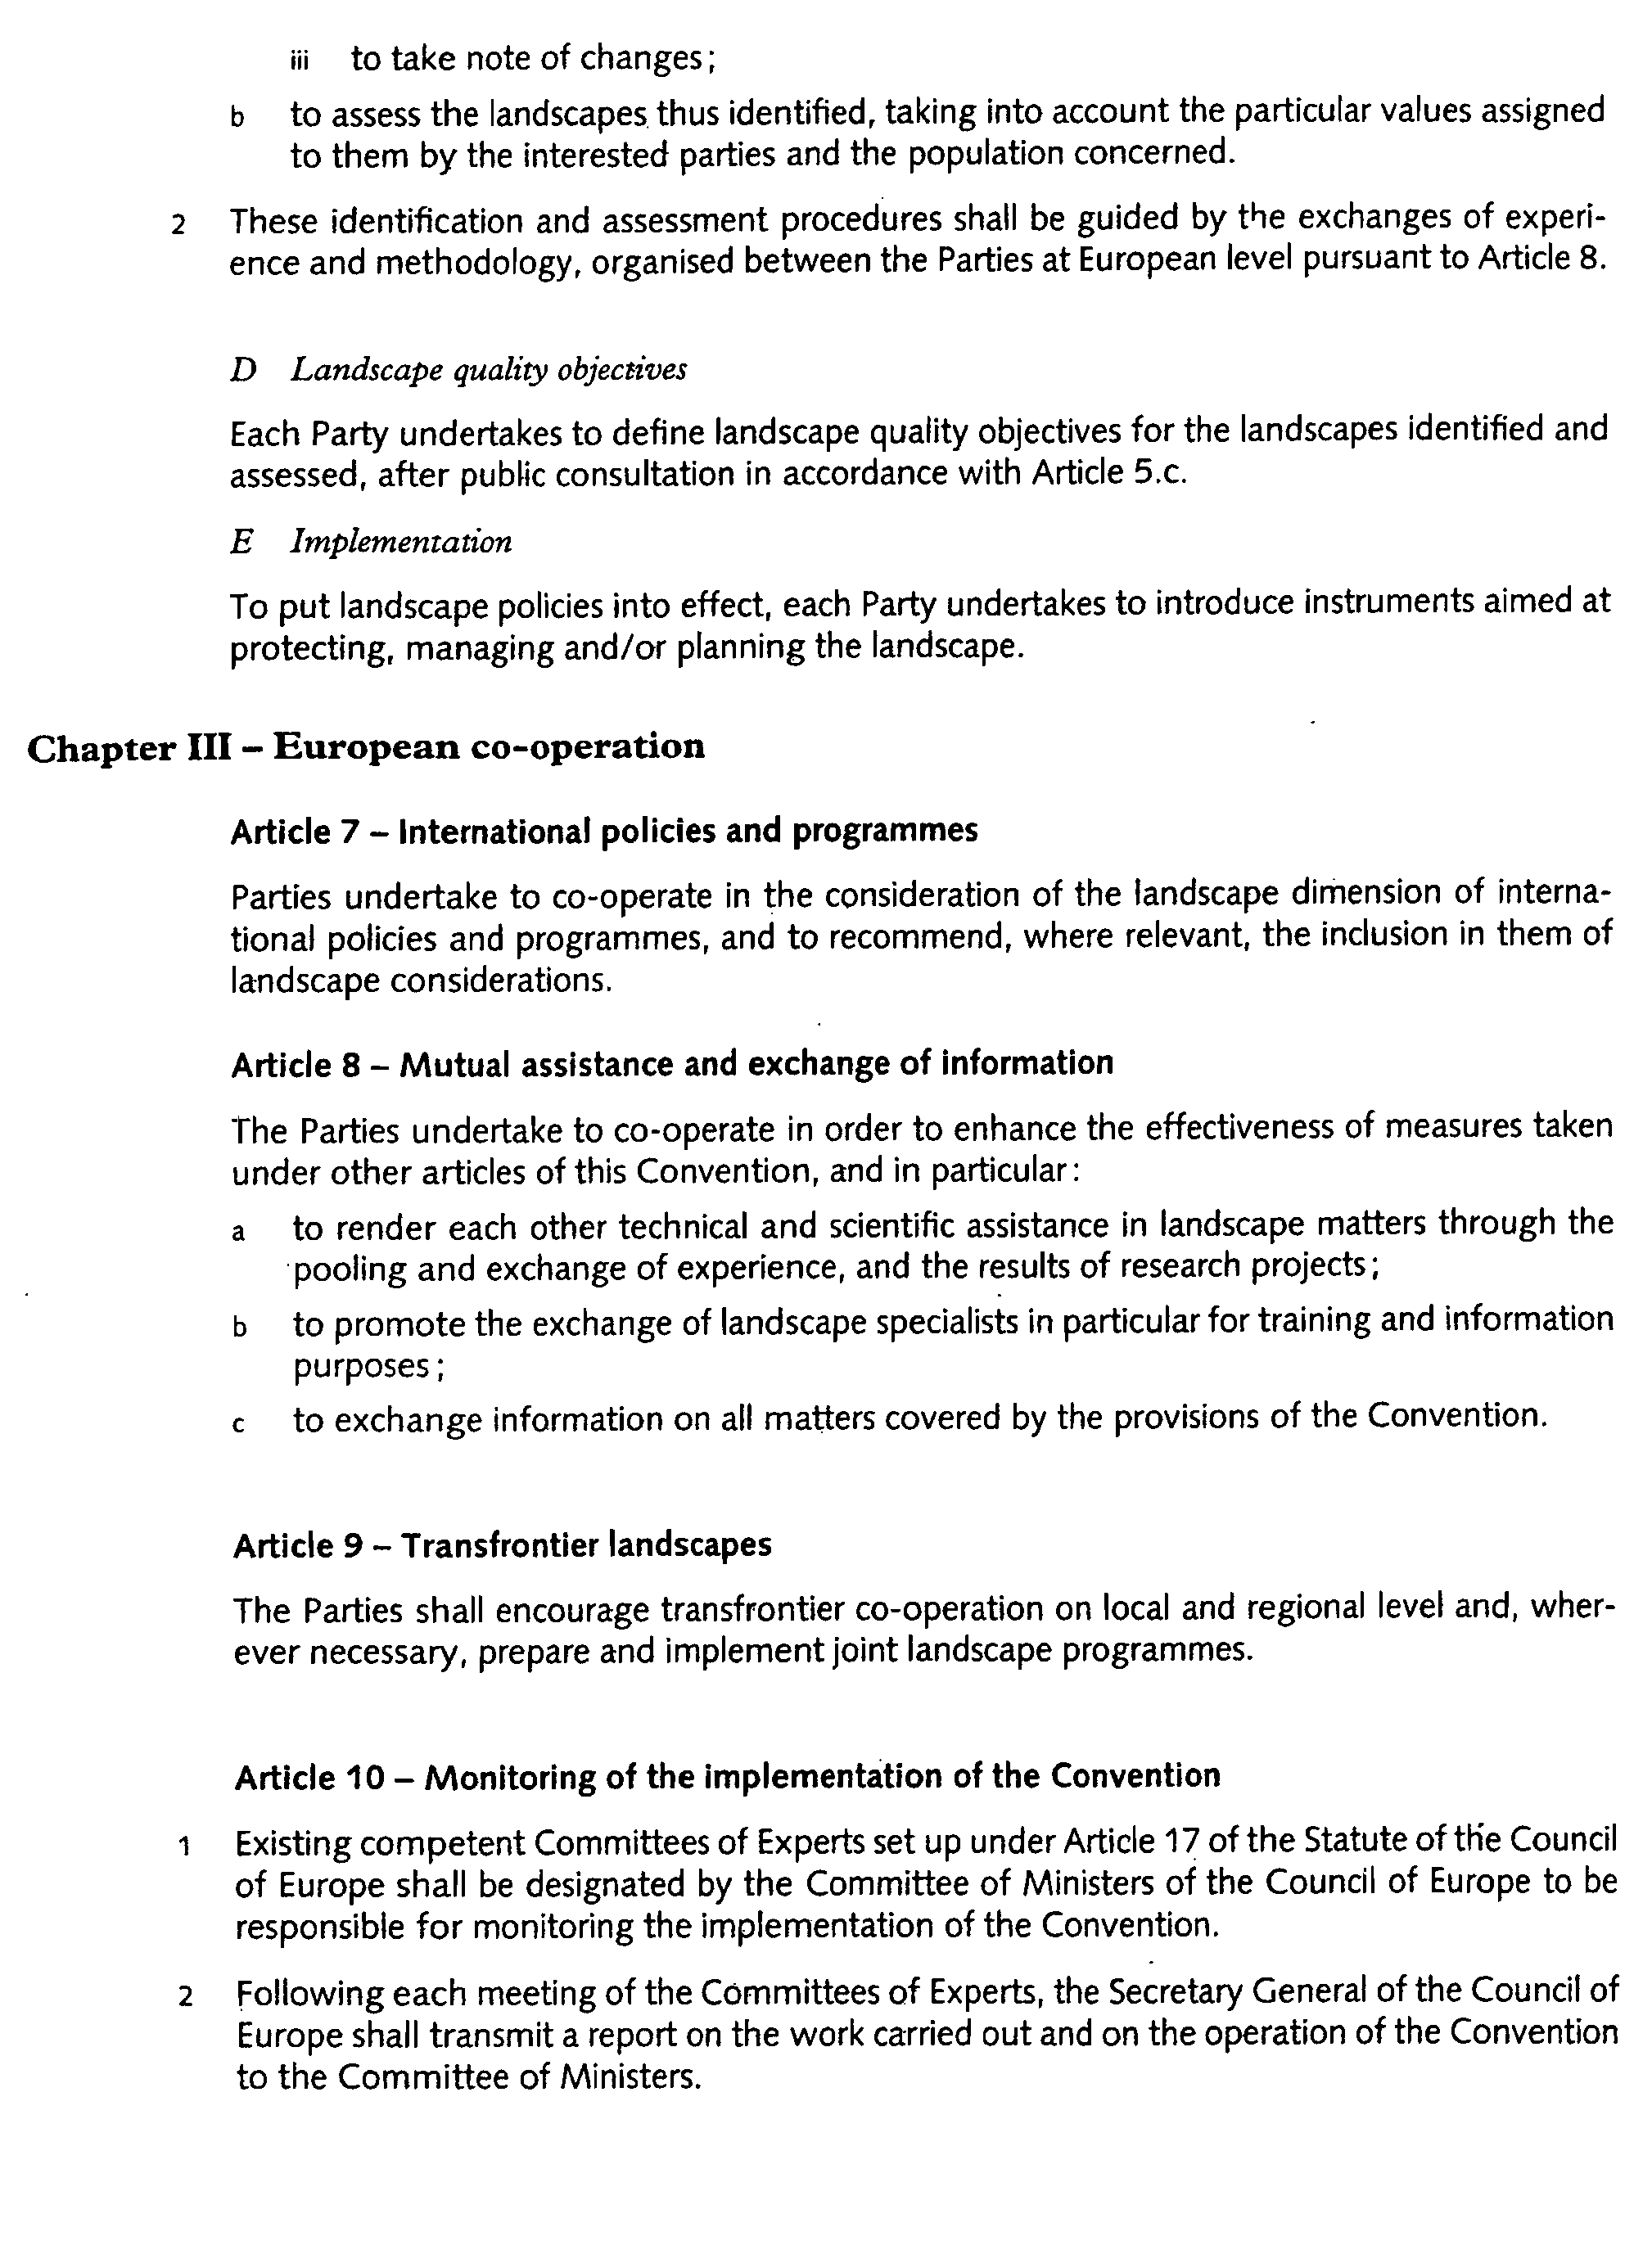 iii to take note of changes;
b to assess the landscapes thus identified, taking into account the particular values assigned
to them by the interested parties and the population concerned.
2 These identification and assessment procedures shall be guided by the exchanges of experi-
ence and methodology, organised between the Parties at European level pursuant to Article 8.
D Landscape quality objectives
Each Party undertakes to define landscape quality objectives for the landscapes identified and
assessed, after public consultation in accordance with Article 5.c.
E Implementation
To put landscape policies into effect, each Party undertakes to introduce instruments aimed at
protecting, managing and/or planning the landscape.
Chapter III – European co-operation
Article 7 – International policies and programmes
Parties undertake to co-operate in the consideration of the landscape dimension of interna-
tional policies and programmes, and to recommend, where relevant, the inclusion in them of
landscape considerations.
Article 8 – Mutual assistance and exchange of information
The Parties undertake to co-operate in order to enhance the effectiveness of measures taken
under other articles of this Convention, and in particular:
a to render each other technical and scientific assistance in landscape matters through the
pooling and exchange of experience, and the results of research projects;
b to promote the exchange of landscape specialists in particular for training and information
purposes;
c to exchange information on all matters covered by the provisions of the Convention.
Article 9 – Transfrontier landscapes
The Parties shall encourage transfrontier co-operation on local and regional level and, wher-
ever necessary, prepare and implement joint landscape programmes.
Article 10 – Monitoring of the implementation of the Convention
1 Existing competent Committees of Experts set up under Article 17 of the Statute of the Council
of Europe shall be designated by the Committee of Ministers of the Council of Europe to be
responsible for monitoring the implementation of the Convention.
2 Following each meeting of the Committees of Experts, the Secretary General of the Council of
Europe shall transmit a report on the work carried out and on the operation of the Convention
to the Committee of Ministers.